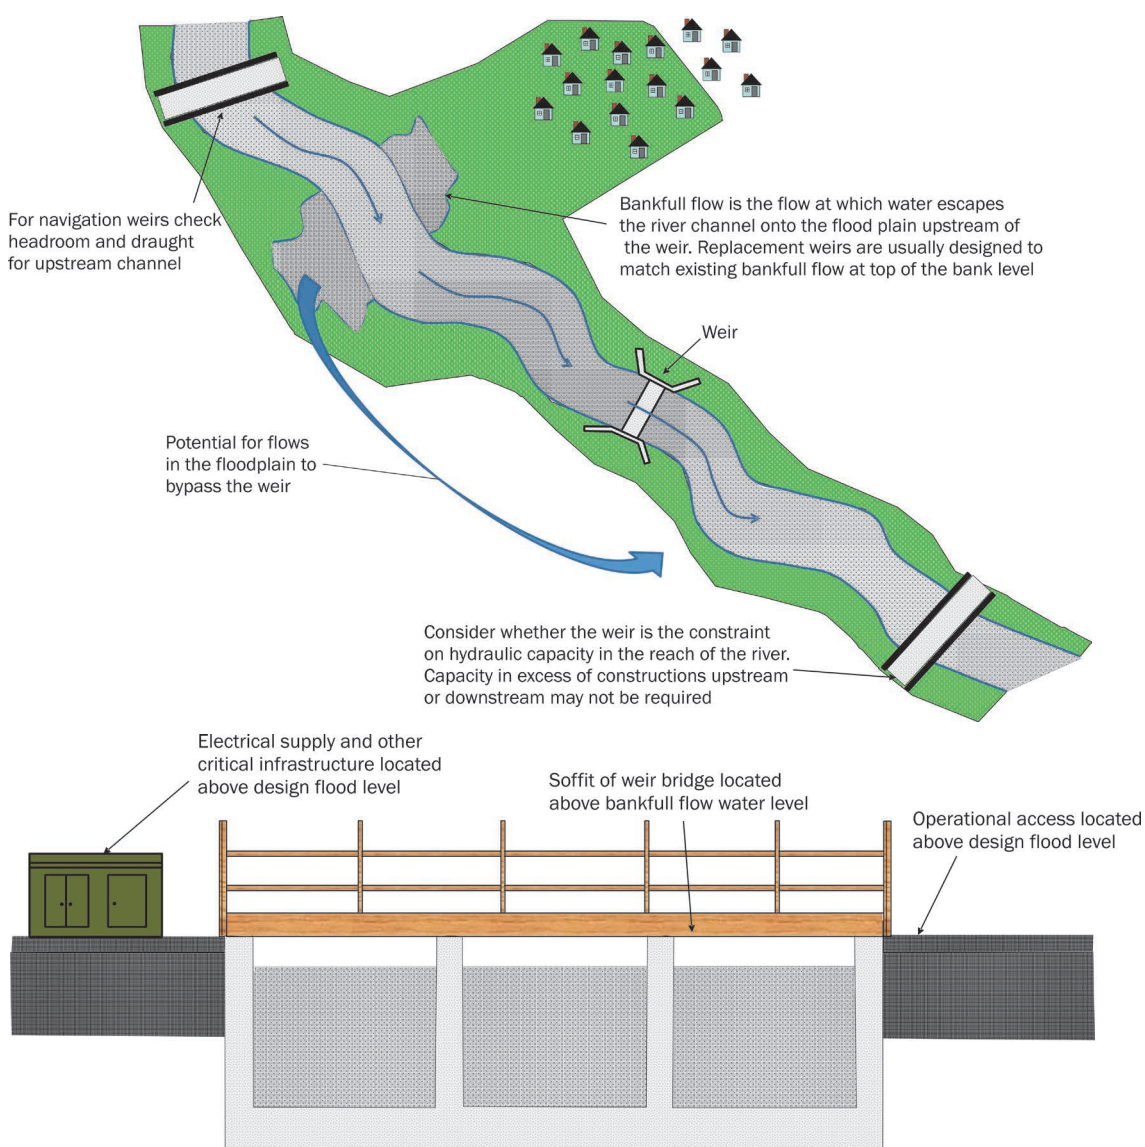 For navigation weirs check
headroom and draught
for upstream channel
Bankfull flow is the flow at which water escapes
the river channel onto the flood plain upstream of
the weir. Replacement weirs are usually designed to
match existing bankfull flow at top of the bank level
Weir
Potential for flows
in the floodplain to
bypass the weir
Consider whether the weir is the constraint
on hydraulic capacity in the reach of the river.
Capacity in excess of constructions upstream
or downstream may not be required
Electrical supply and other
critical infrastructure located
above design flood level
Soffit of weir bridge located
above bankfull flow water level
Operational access located
above design flood level